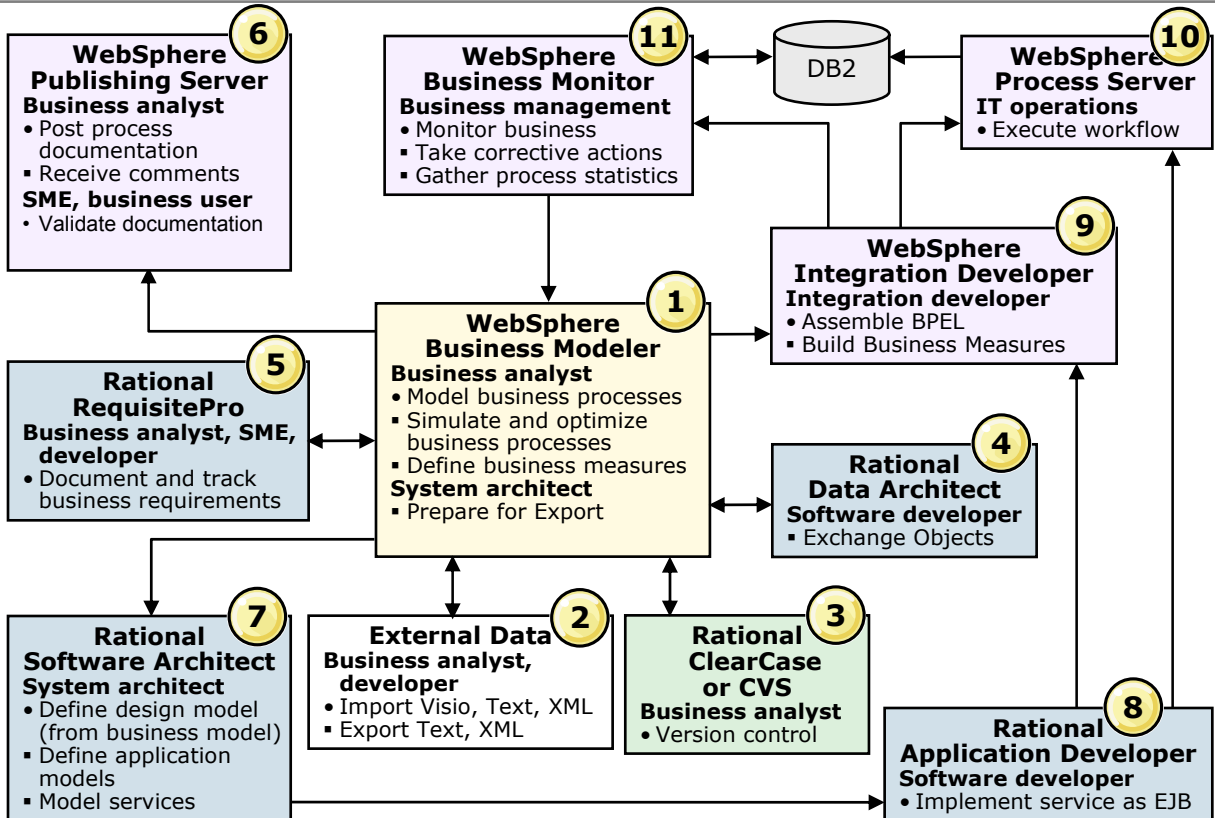 6
WebSphere
Publishing Server
Business analyst
• Post process
documentation
▪ Receive comments
SME, business user
• Validate documentation
11
WebSphere
Business Monitor
Business management
• Monitor business
▪ Take corrective actions
▪ Gather process statistics
DB2
10
WebSphere
Process Server
IT operations
• Execute workflow
9
WebSphere
Integration Developer
Integration developer
• Assemble BPEL
▪ Build Business Measures
1
WebSphere
Business Modeler
Business analyst
• Model business processes
▪ Simulate and optimize
business processes
▪ Define business measures
System architect
▪ Prepare for Export
5
Rational
RequisitePro
Business analyst, SME,
developer
• Document and track
business requirements
4
Rational
Data Architect
Software developer
▪ Exchange Objects
7
Rational
Software Architect
System architect
• Define design model
(from business model)
▪ Define application
models
▪ Model services
2
External Data
Business analyst,
developer
• Import Visio, Text, XML
▪ Export Text, XML
3
Rational
ClearCase
or CVS
Business analyst
• Version control
8
Rational
Application Developer
Software developer
• Implement service as EJB